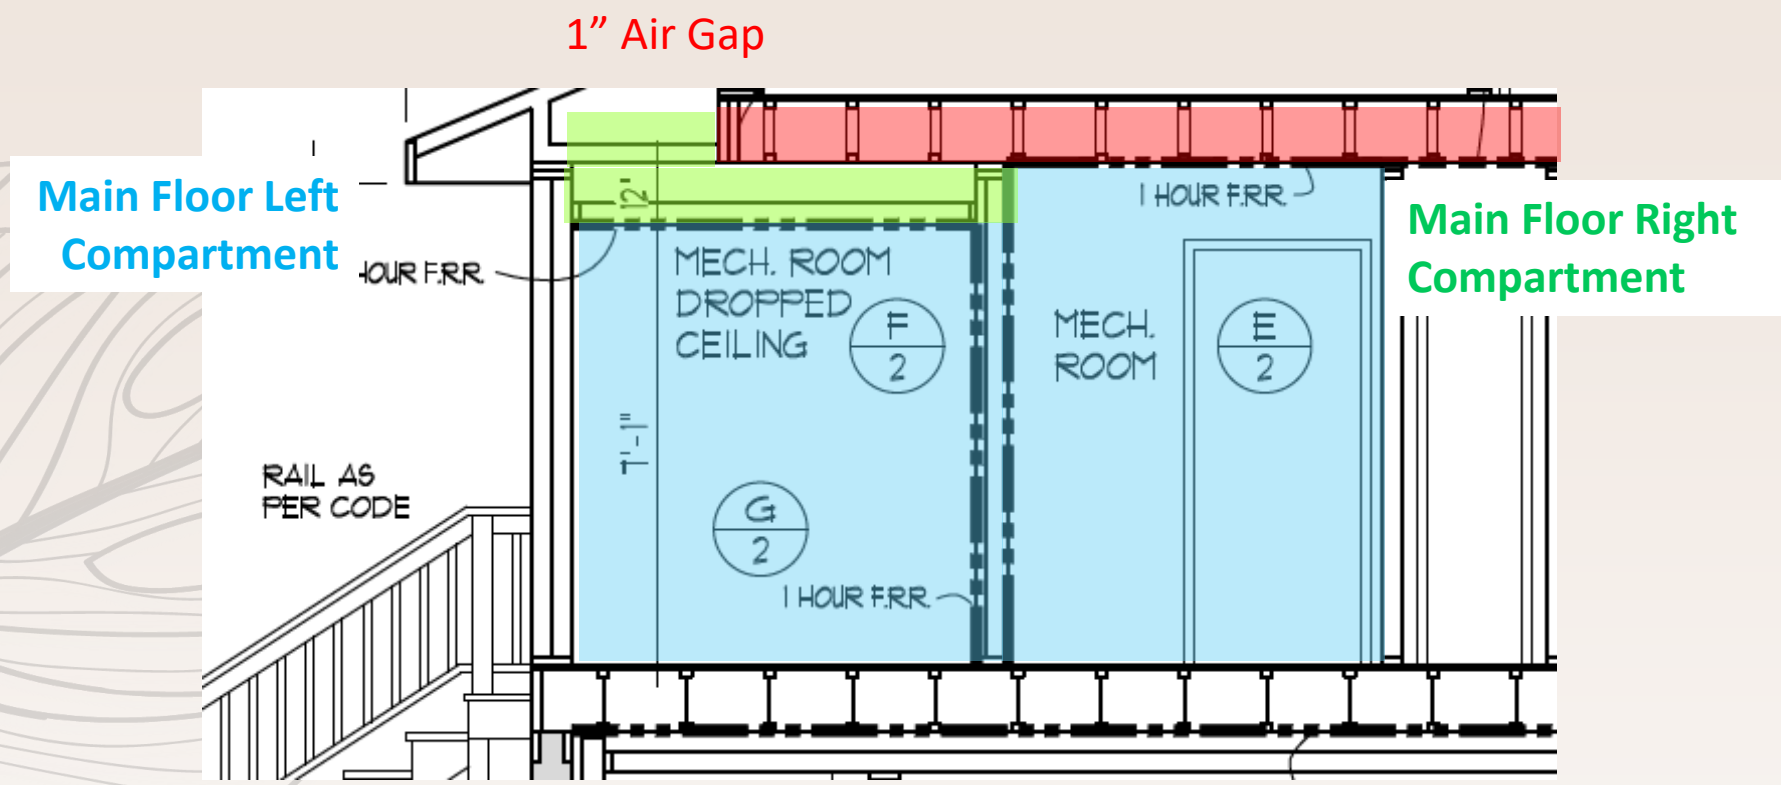 1” Air Gap
Main Floor Left
Compartment
HOUR F.R.R.
12"
1 HOUR F.R.R.
Main Floor Right
Compartment
MECH. ROOM
DROPPED
CEILING
F
2
MECH.
ROOM
E
2
7'-1"
RAIL AS
PER CODE
G
2
1 HOUR F.R.R.